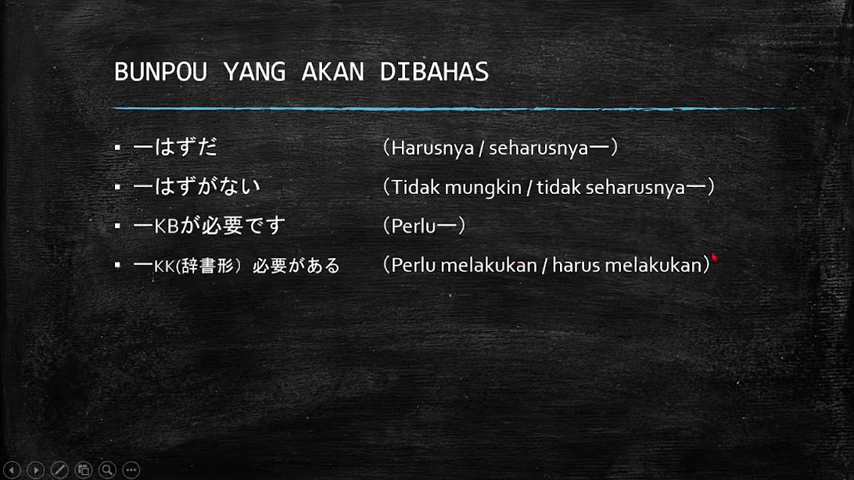 BUNPOU YANG AKAN DIBAHAS
▪ ーはずだ （Harusnya / seharusnyaー）
▪ ーはずがない （Tidak mungkin / tidak seharusnyaー）
▪ ーKBが必要です （Perluー）
▪ ーKK(辞書形）必要がある （Perlu melakukan / harus melakukan）